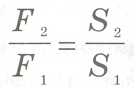 F₂/F₁ = S₂/S₁